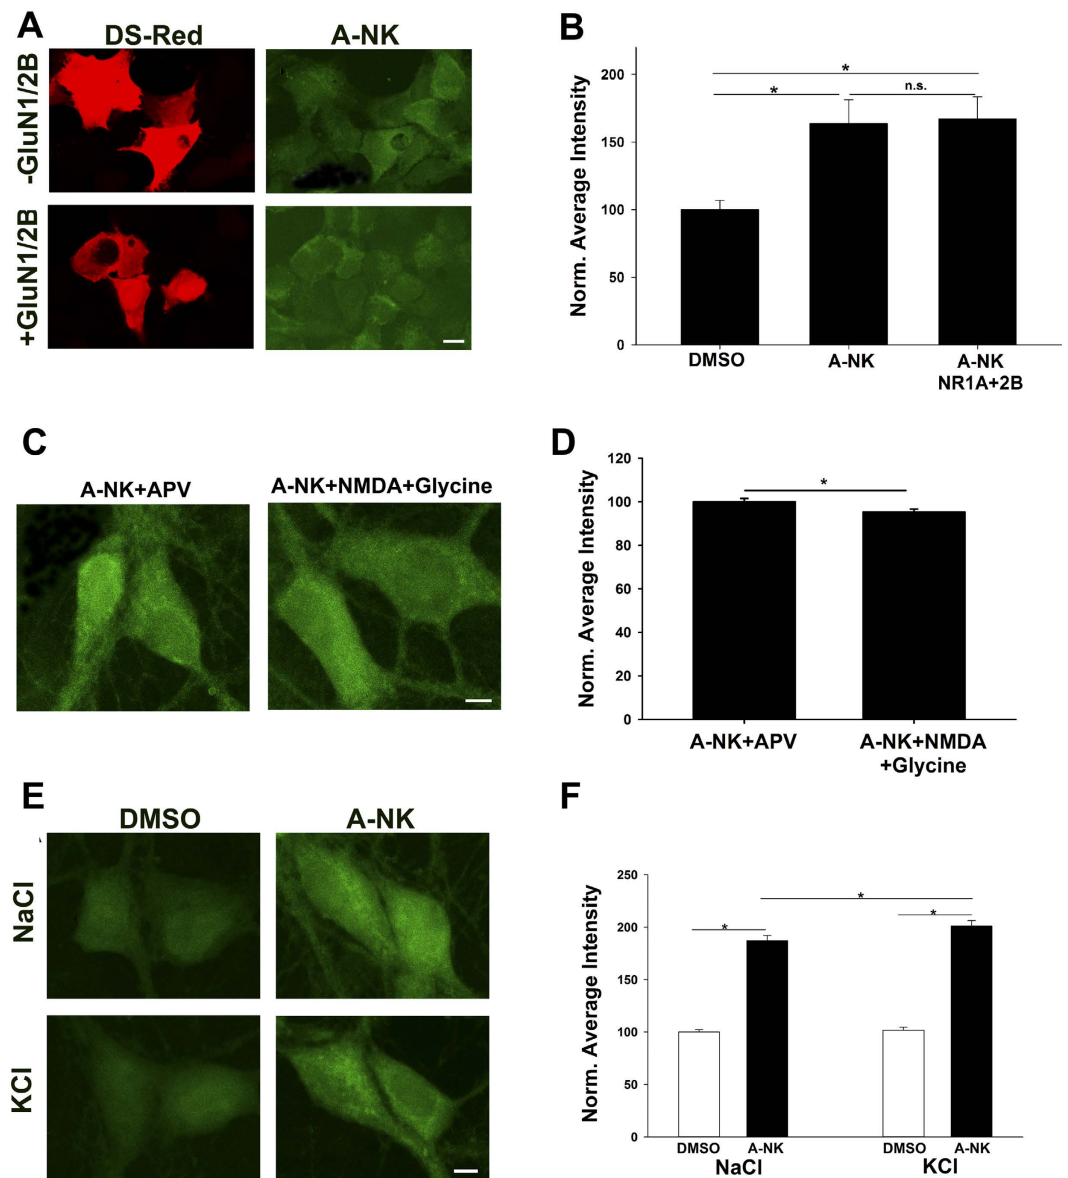 A
DS-Red
A-NK
-GluN1/2B
+GluN1/2B
B
Norm. Average Intensity
200
150
100
50
0
*
*
n.s.
DMSO
A-NK
A-NK
NR1A+2B
C
A-NK+APV
A-NK+NMDA+Glycine
D
Norm. Average Intensity
120
100
80
60
40
20
0
*
A-NK+APV
A-NK+NMDA
+Glycine
E
DMSO
A-NK
NaCl
KCl
F
Norm. Average Intensity
250
200
150
100
50
0
*
*
*
DMSO
A-NK
DMSO
A-NK
NaCl
KCl